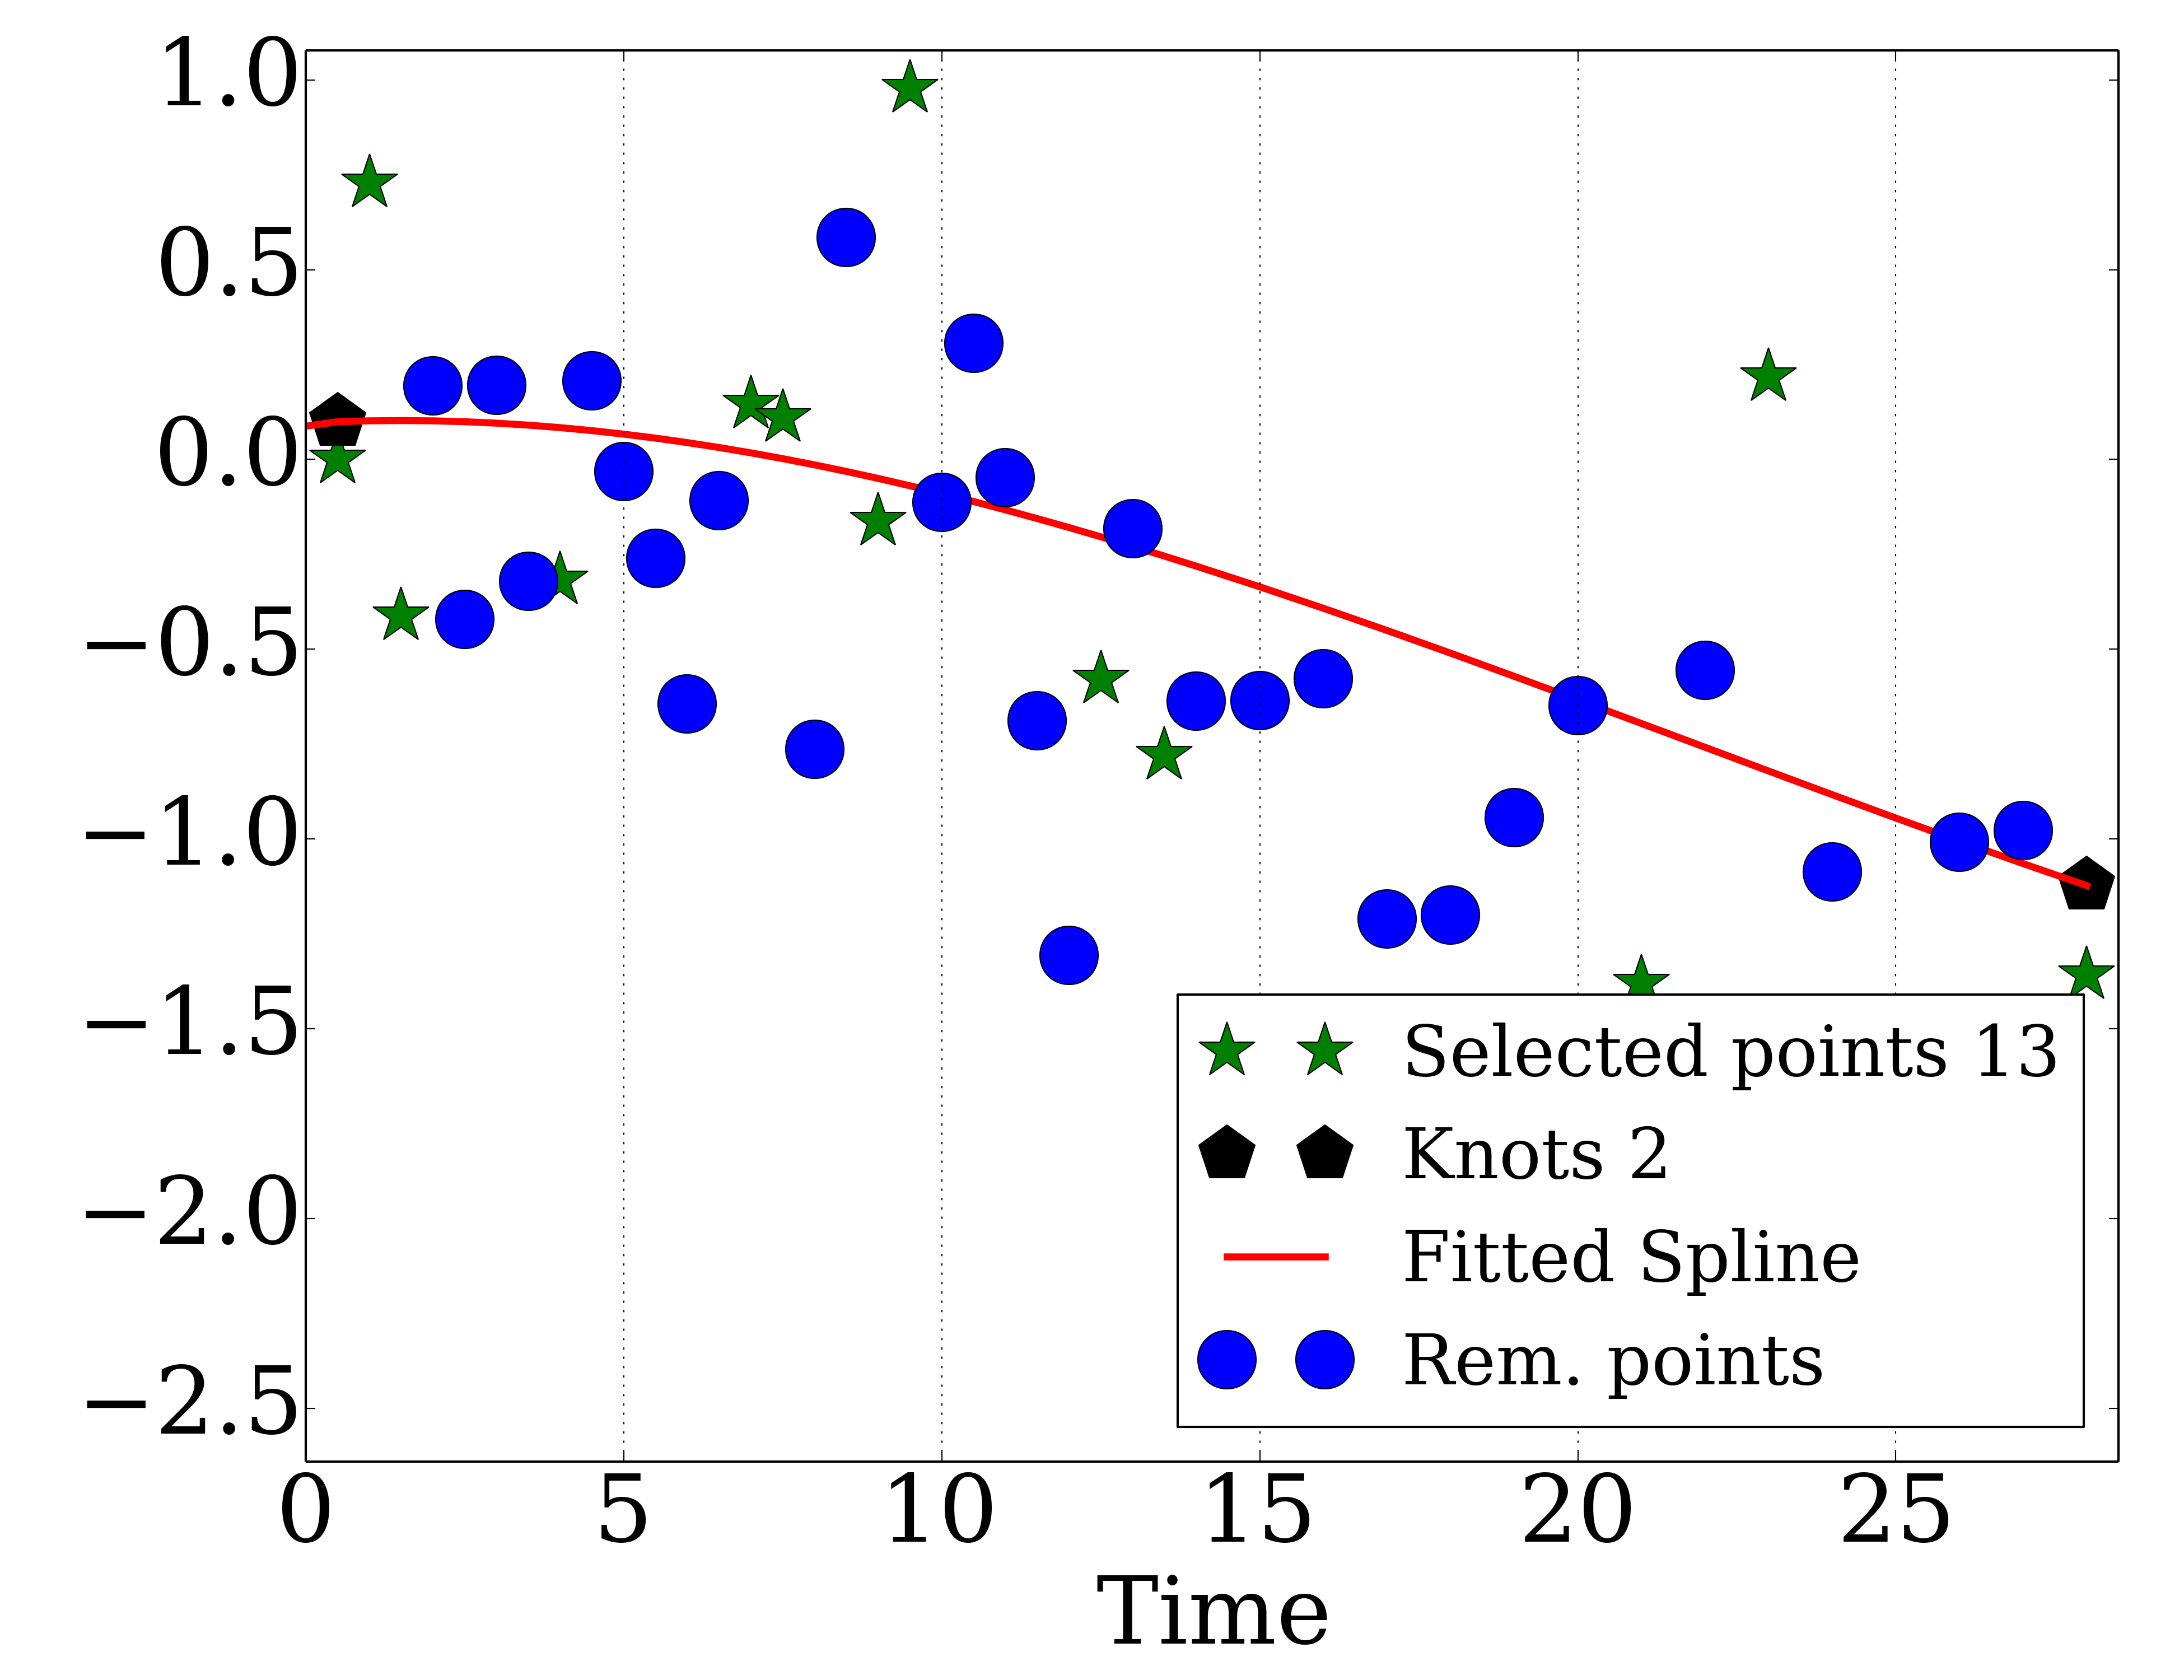 1.0
0.5
0.0
−0.5
−1.0
−1.5
−2.0
−2.5
Selected points 13
Knots 2
Fitted Spline
Rem. points
0 5 10 15 20 25
Time